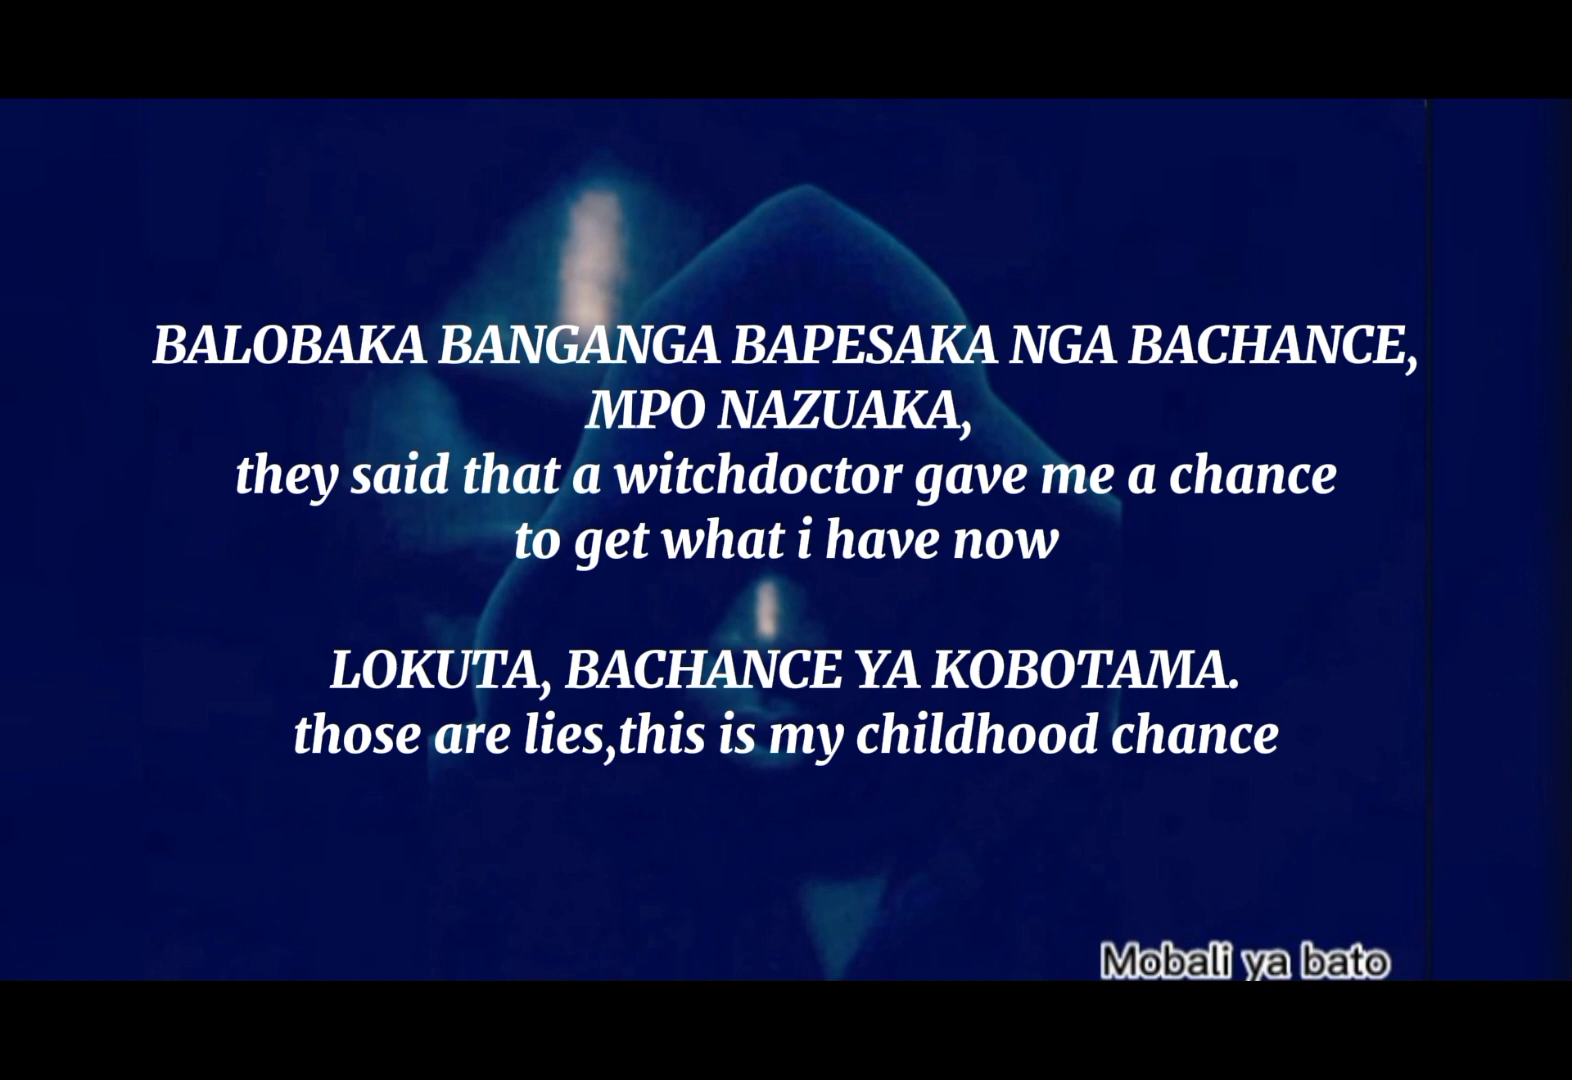 BALOBAKA BANGANGA BAPESAKA NGA BACHANCE,
MPO NAZUAKA,
they said that a witchdoctor gave me a chance
to get what i have now
LOKUTA, BACHANCE YA KOBOTAMA.
those are lies,this is my childhood chance
Mobali ya bato